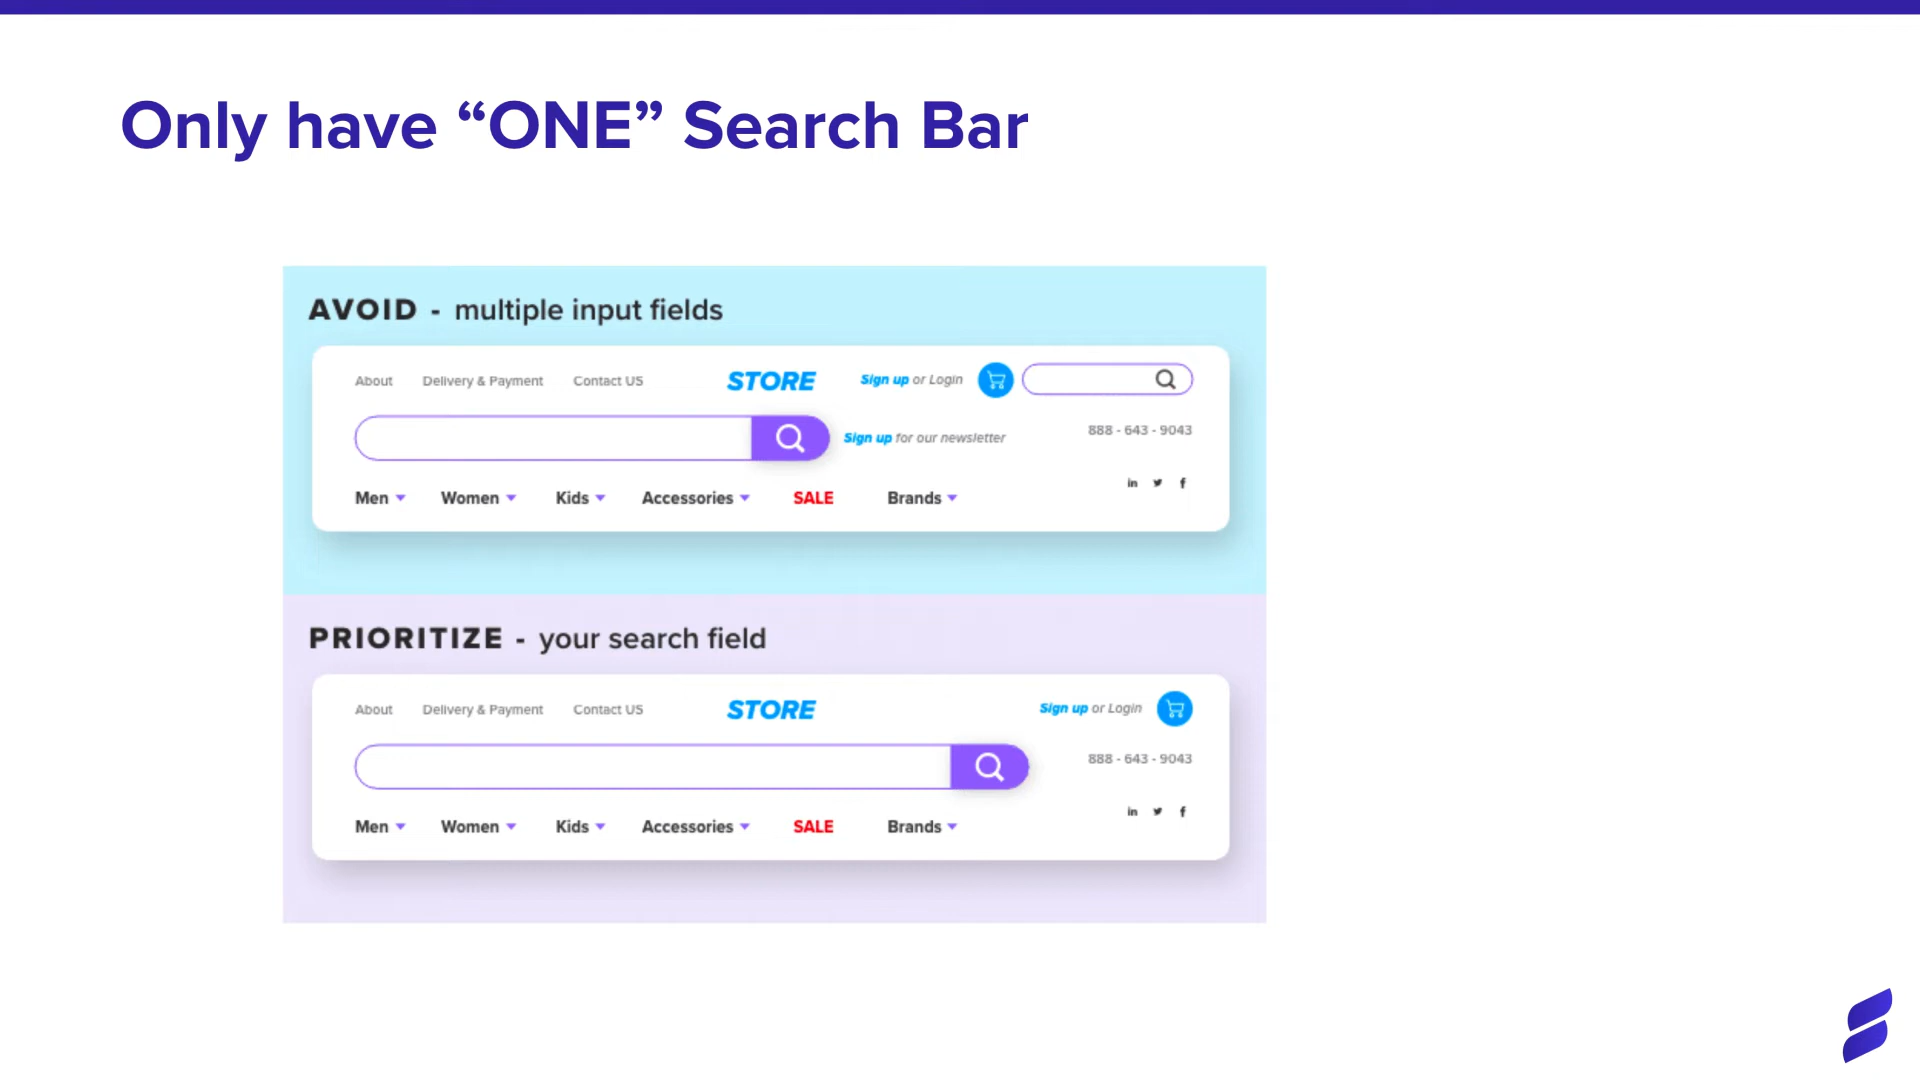 Only have “ONE” Search Bar
AVOID - multiple input fields
About Delivery & Payment Contact US STORE Sign up or Login
Sign up for our newsletter 888 - 643 - 9043
Men Women Kids Accessories SALE Brands
in f
PRIORITIZE - your search field
About Delivery & Payment Contact US STORE Sign up or Login
888 - 643 - 9043
Men Women Kids Accessories SALE Brands
in f